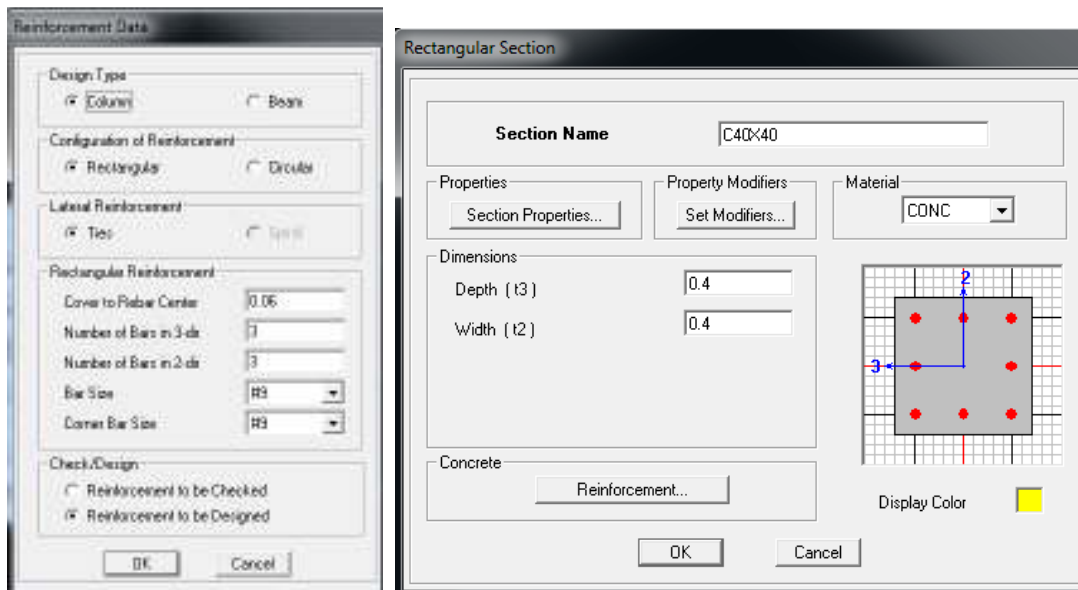 Reinforcement Data
Design Type
Column
Beam
Configuration of Reinforcement
Rectangular
Circular
Lateral Reinforcement
Ties
Spiral
Rectangular Reinforcement
Cover to Rebar Center
0.06
Number of Bars in 3-dir
3
Number of Bars in 2-dir
3
Bar Size
#9
Corner Bar Size
#9
Check/Design
Reinforcement to be Checked
Reinforcement to be Designed
OK
Cancel
Rectangular Section
Section Name
C40X40
Properties
Section Properties...
Property Modifiers
Set Modifiers...
Material
CONC
Dimensions
Depth ( t3 )
0.4
Width ( t2 )
0.4
2
3
Concrete
Reinforcement...
Display Color
OK
Cancel